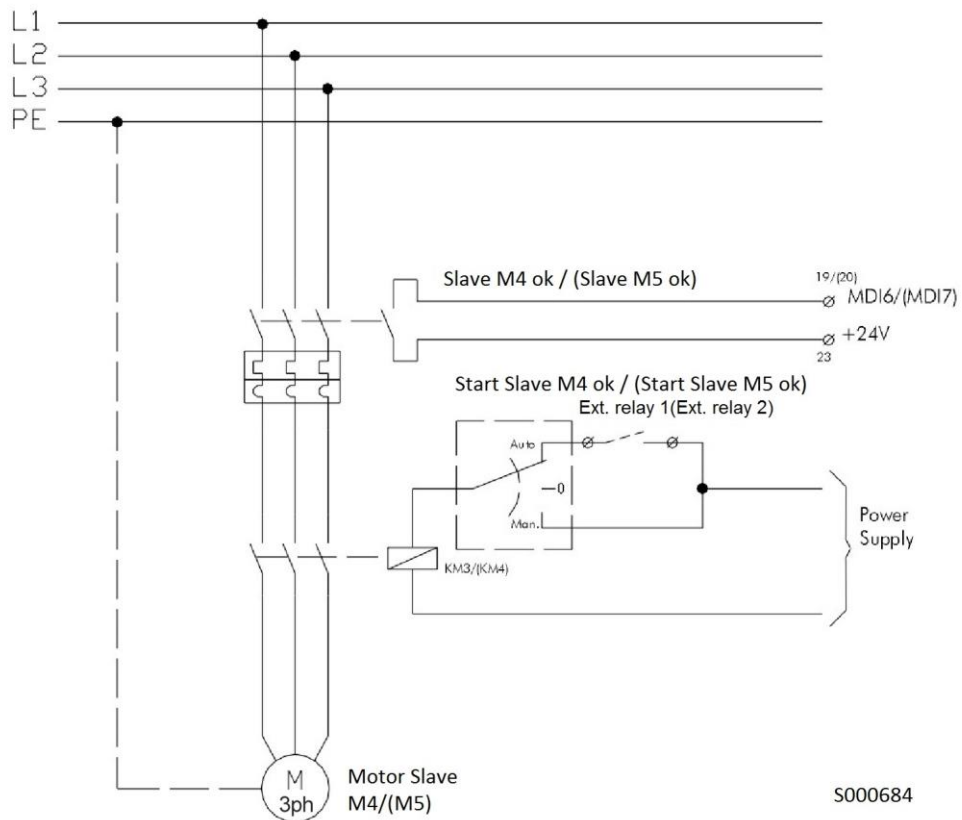 L1
L2
L3
PE
Slave M4 ok / (Slave M5 ok)
19/(20)
MDI6/(MDI7)
+24V
23
Start Slave M4 ok / (Start Slave M5 ok)
Ext. relay 1(Ext. relay 2)
Auto
0
Man.
Power
Supply
KM3/(KM4)
M
3ph
Motor Slave
M4/(M5)
S000684